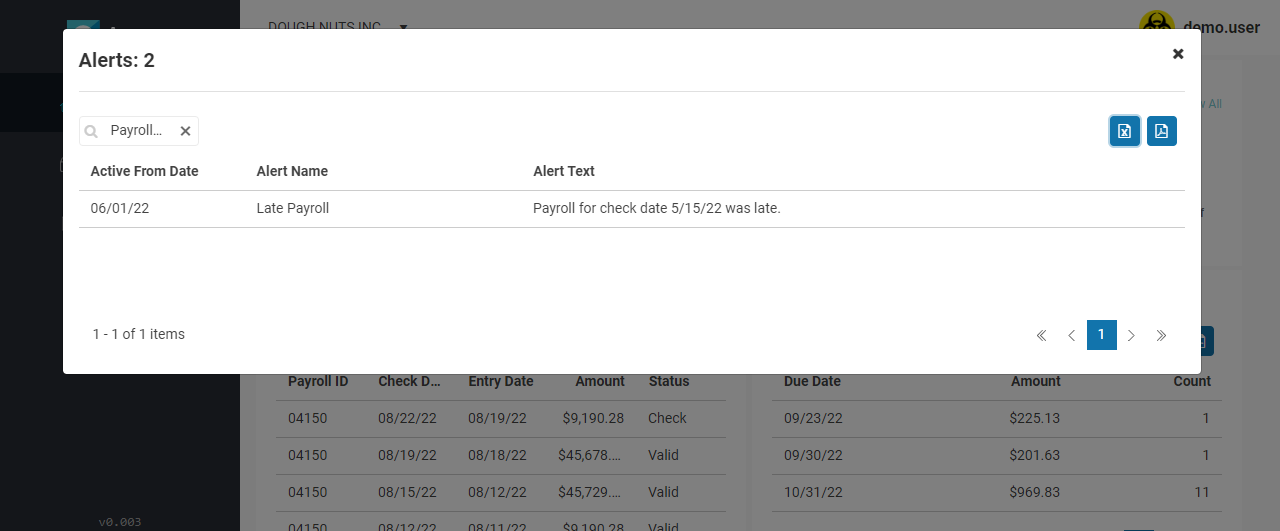 DOUGH NUTS INC
demo.user
Alerts: 2
All
Payroll...
Active From Date Alert Name Alert Text
06/01/22 Late Payroll Payroll for check date 5/15/22 was late.
1 - 1 of 1 items
1
Payroll ID Check D... Entry Date Amount Status
04150 08/22/22 08/19/22 $9,190.28 Check
04150 08/19/22 08/18/22 $45,678.... Valid
04150 08/15/22 08/12/22 $45,729.... Valid
04150 08/12/22 08/11/22 $9,190.28 Valid
Due Date Amount Count
09/23/22 $225.13 1
09/30/22 $201.63 1
10/31/22 $969.83 11
v0.003